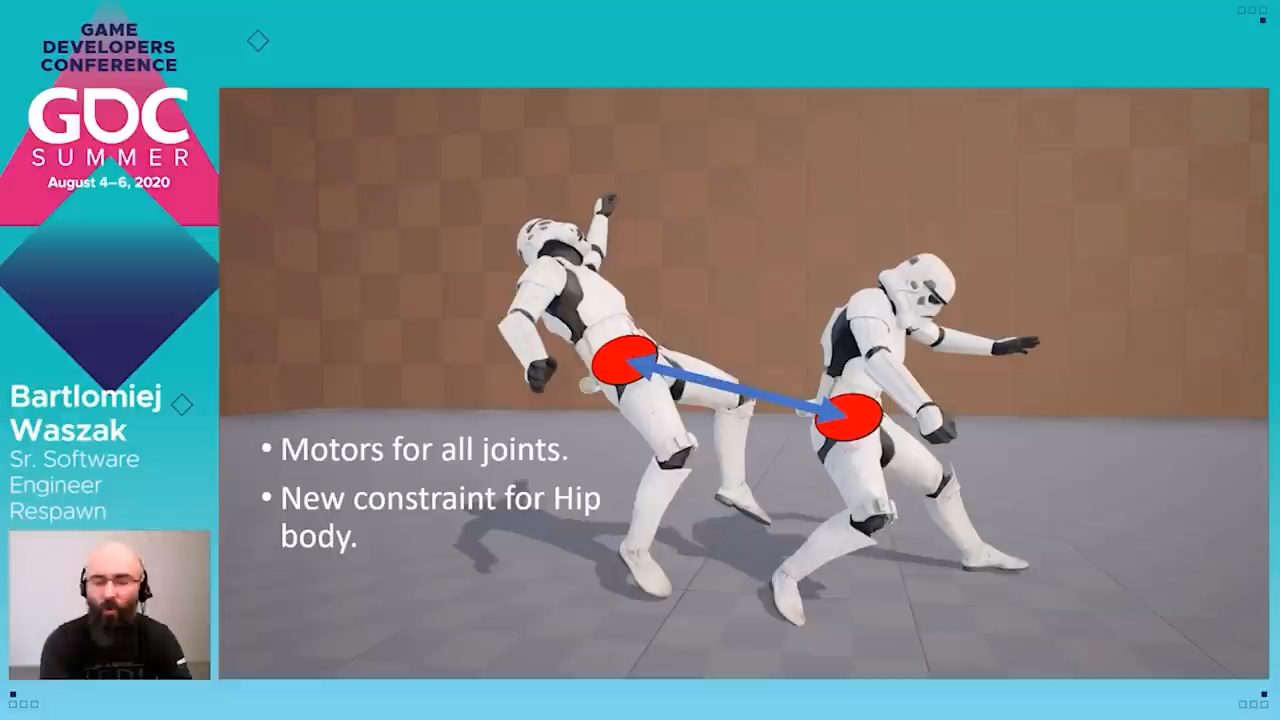 GAME
DEVELOPERS
CONFERENCE
GDC
SUMMER
August 4–6, 2020
Bartlomiej
Waszak
Sr. Software
Engineer
Respawn
• Motors for all joints.
• New constraint for Hip
body.